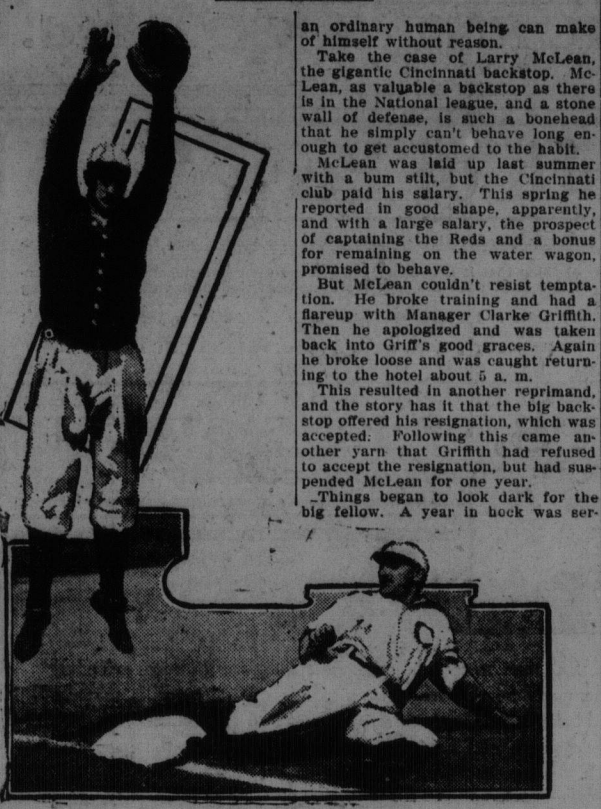 an ordinary human being can make
of himself without reason.
Take the case of Larry McLean,
the gigantic Cincinnati backstop. Mc-
Lean, as valuable a backstop as there
is in the National league, and a stone
wall of defense, is such a bonehead
that he simply can't behave long en-
ough to get accustomed to the habit.
McLean was laid up last summer
with a bum stilt, but the Cincinnati
club paid his salary. This spring he
reported in good shape, apparently,
and with a large salary, the prospect
of captaining the Reds and a bonus
for remaining on the water wagon,
promised to behave.
But McLean couldn't resist tempta-
tion. He broke training and had a
flareup with Manager Clarke Griffith.
Then he apologized and was taken
back into Griff's good graces. Again
he broke loose and was caught return-
ing to the hotel about 5 a. m.
This resulted in another reprimand,
and the story has it that the big back-
stop offered his resignation, which was
accepted. Following this came an-
other yarn that Griffith had refused
to accept the resignation, but had sus-
pended McLean for one year.
Things began to look dark for the
big fellow. A year in hock was ser-
C